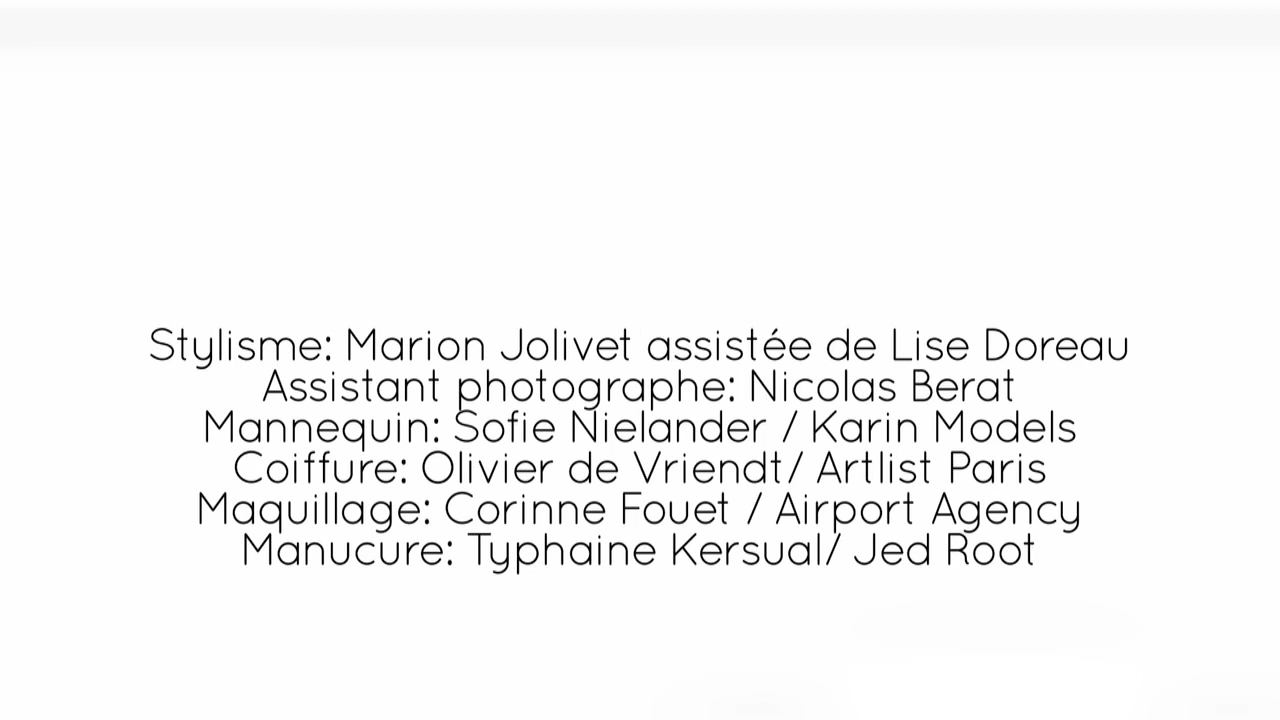 Stylisme: Marion Jolivet assistée de Lise Doreau
Assistant photographe: Nicolas Berat
Mannequin: Sofie Nielander / Karin Models
Coiffure: Olivier de Vriendt/ Artlist Paris
Maquillage: Corinne Fouet / Airport Agency
Manucure: Typhaine Kersual/ Jed Root